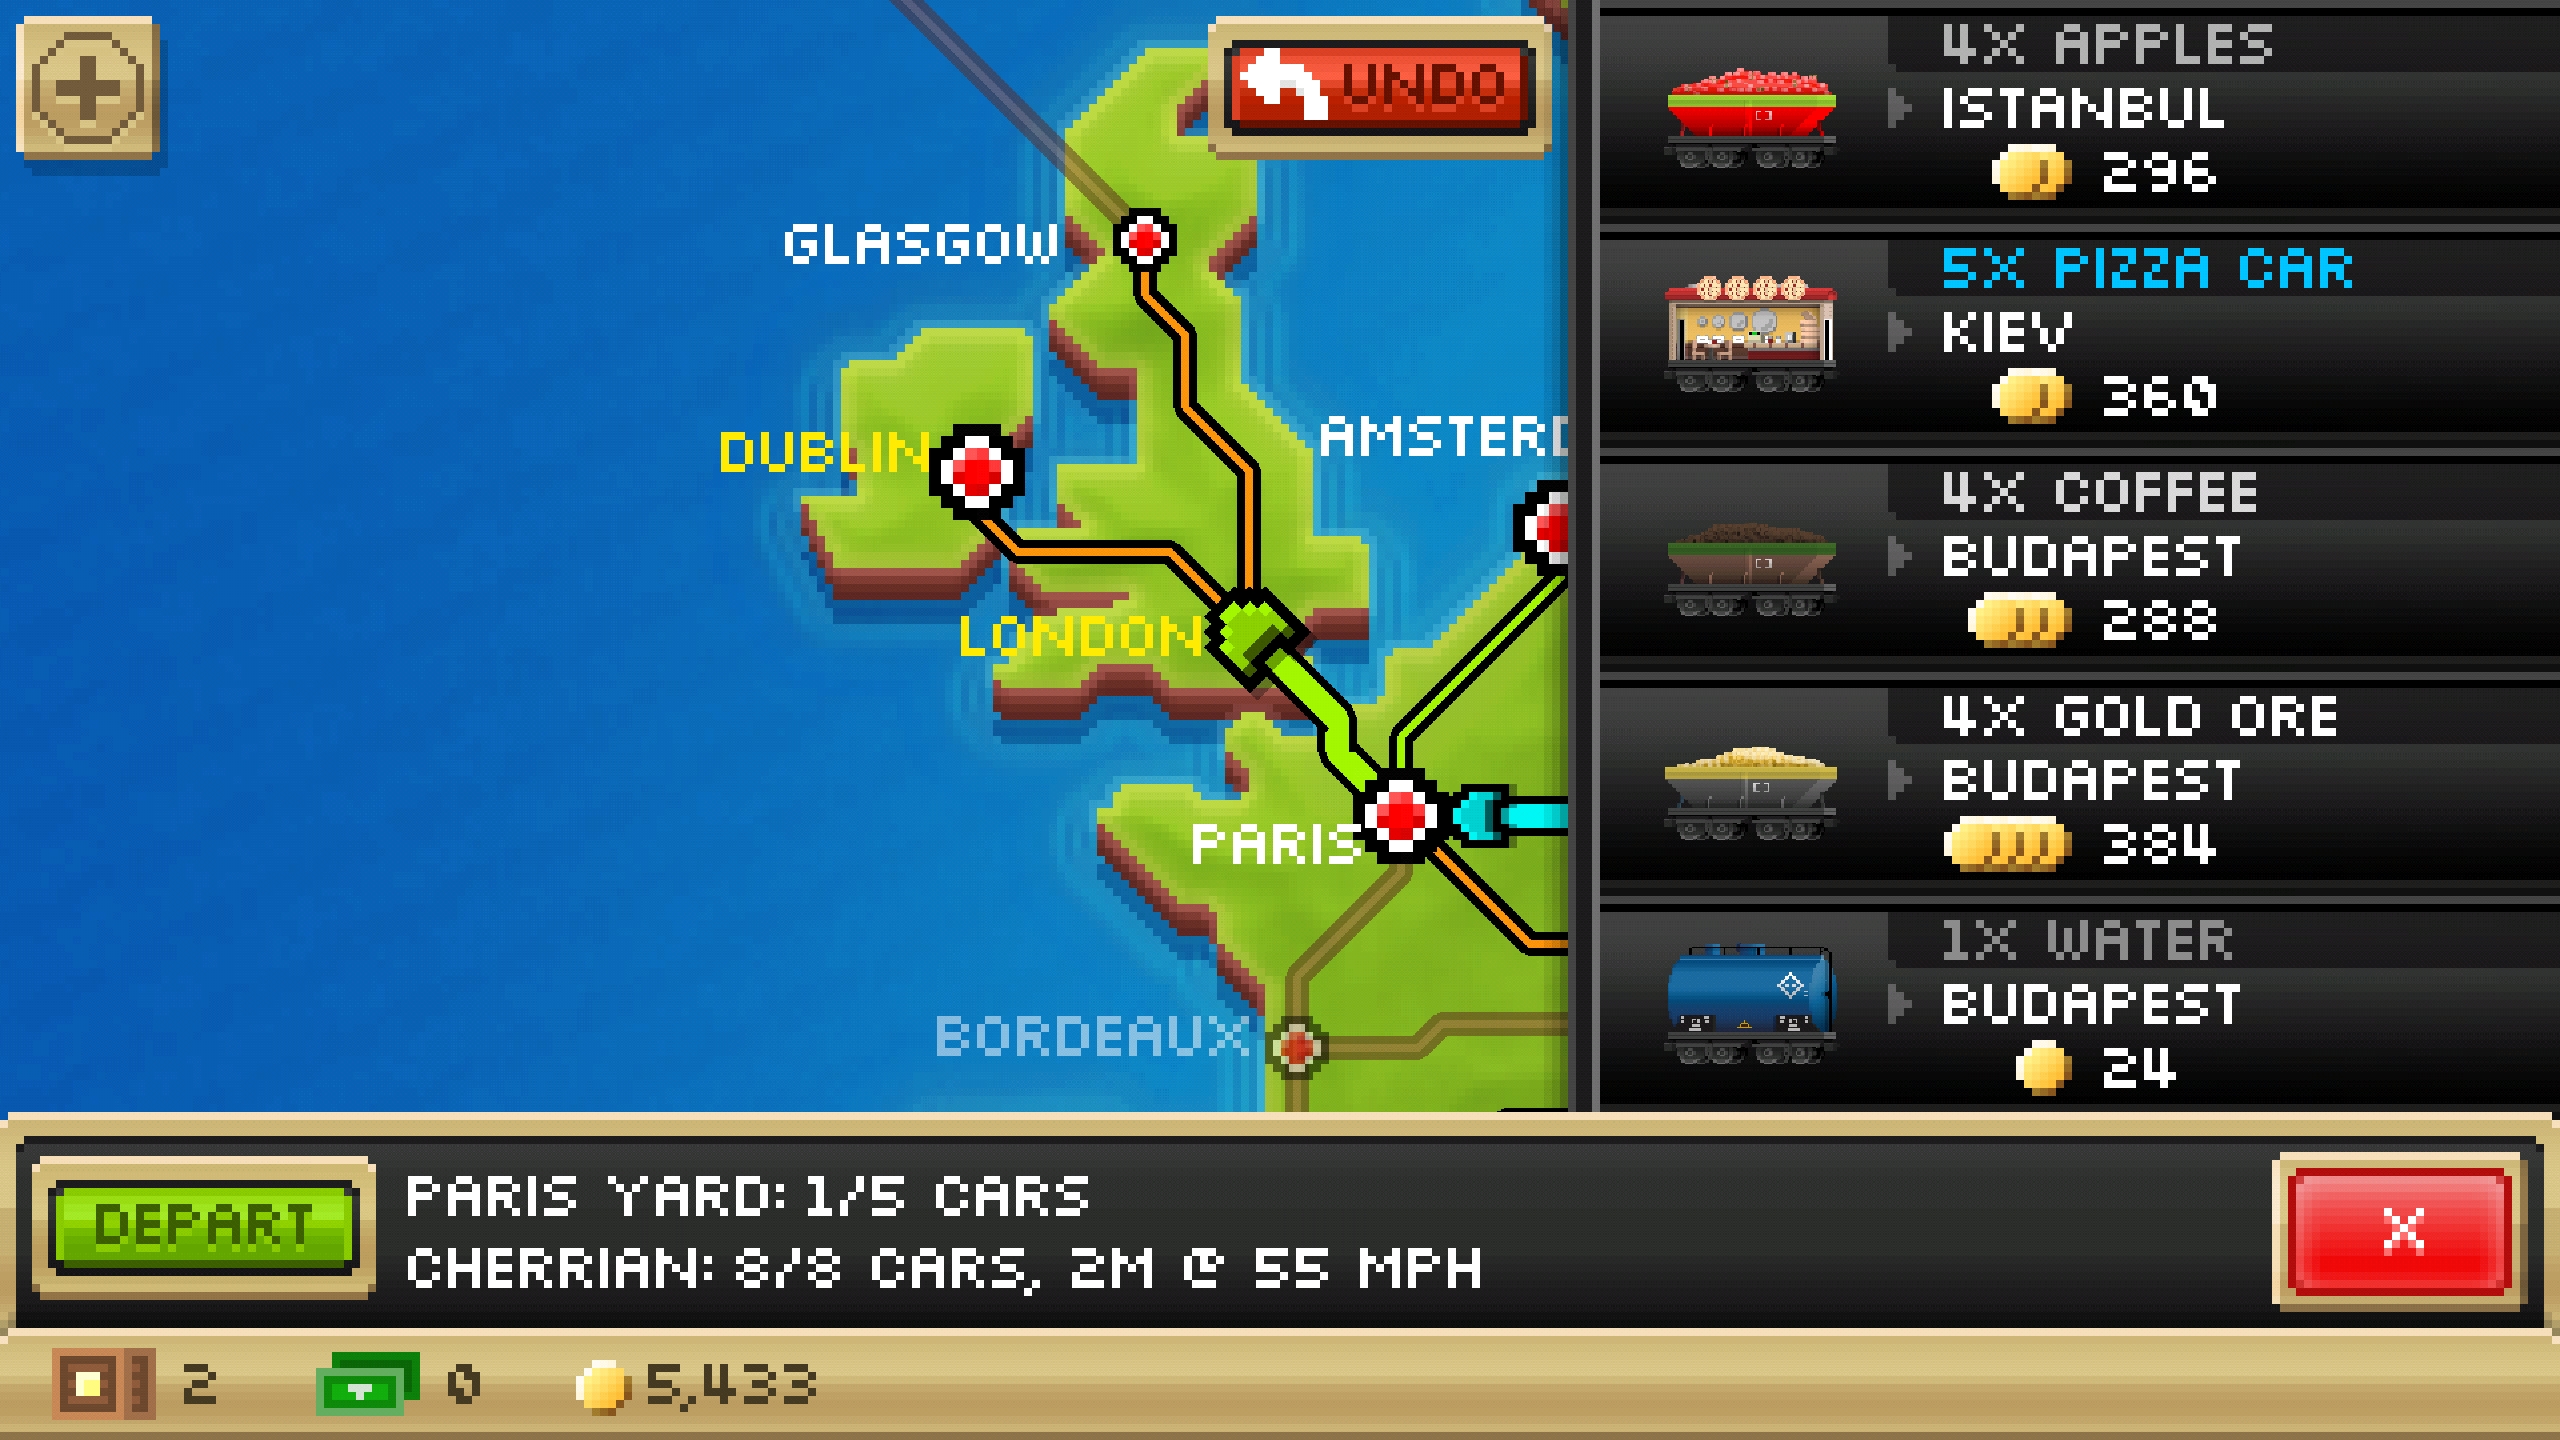 UNDO
GLASGOW
DUBLIN
AMSTERD
LONDON
PARIS
BORDEAUX
4X APPLES
ISTANBUL
296
5X PIZZA CAR
KIEV
360
4X COFFEE
BUDAPEST
288
4X GOLD ORE
BUDAPEST
384
1X WATER
BUDAPEST
24
DEPART
PARIS YARD: 1/5 CARS
CHERRIAN: 8/8 CARS, 2M @ 55 MPH
X
2
0
5,433